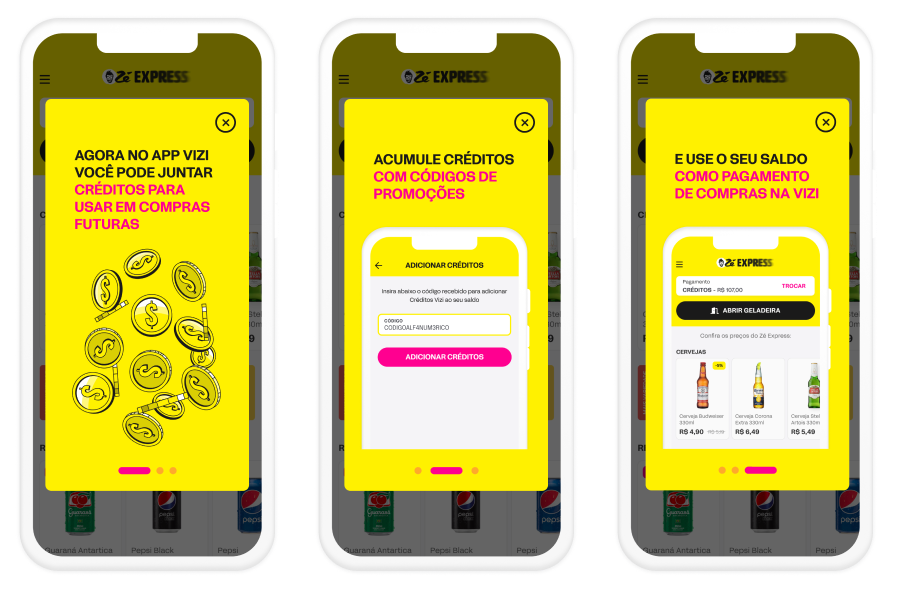 Zé EXPRESS
AGORA NO APP VIZI
VOCÊ PODE JUNTAR
CRÉDITOS PARA
USAR EM COMPRAS
FUTURAS
Guaraná Antartica
Pepsi Black
Pepsi
Zé EXPRESS
ACUMULE CRÉDITOS
COM CÓDIGOS DE
PROMOÇÕES
ADICIONAR CRÉDITOS
Insira abaixo o código recebido para adicionar
Créditos Vizi ao seu saldo
CÓDIGO
CODIGOALF4NUM3RICO
ADICIONAR CRÉDITOS
Guaraná Antartica
Pepsi Black
Pepsi
Zé EXPRESS
E USE O SEU SALDO
COMO PAGAMENTO
DE COMPRAS NA VIZI
Zé EXPRESS
Pagamento
CRÉDITOS - R$ 107,00
TROCAR
ABRIR GELADEIRA
Confira os preços do Zé Express:
CERVEJAS
-5%
Cerveja Budweiser
330ml
R$ 4,90
Cerveja Corona
Extra 330ml
R$ 6,49
Cerveja Stel
Artois 330m
R$ 5,49
Guaraná Antartica
Pepsi Black
Pepsi